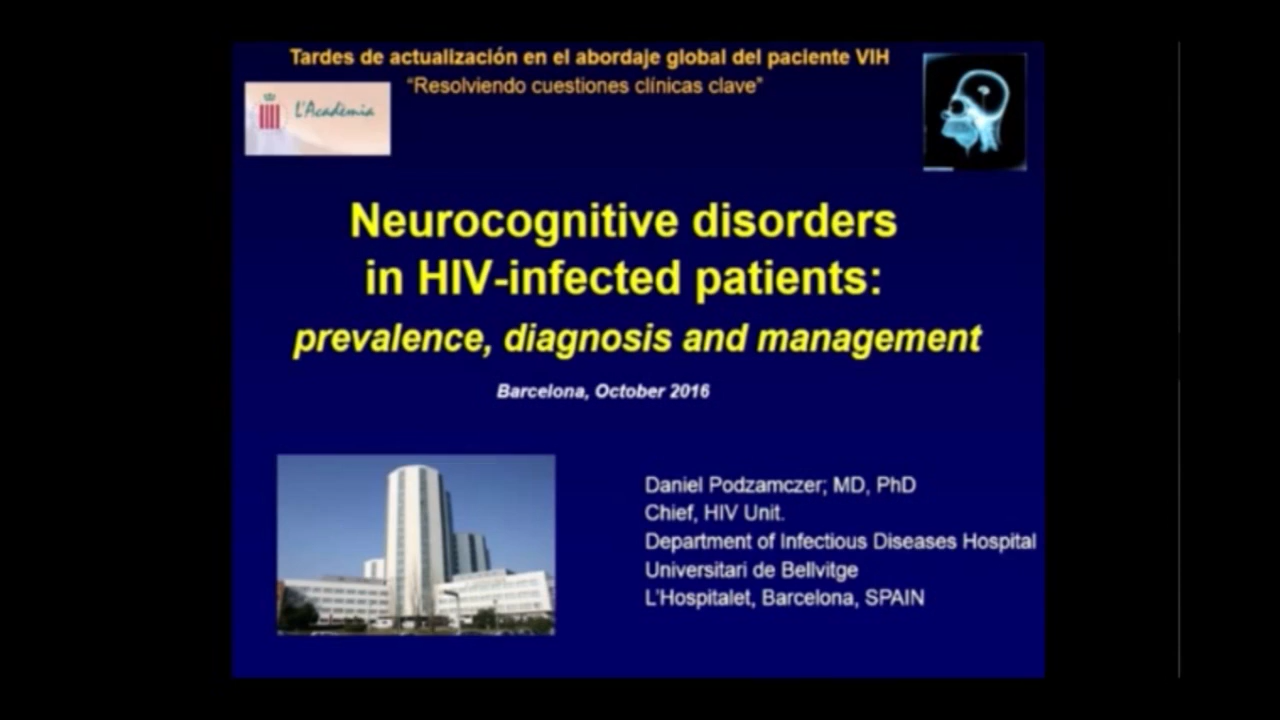 Tardes de actualización en el abordaje global del paciente VIH
“Resolviendo cuestiones clínicas clave”
L'Acadèmia
Neurocognitive disorders
in HIV-infected patients:
prevalence, diagnosis and management
Barcelona, October 2016
Daniel Podzamczer; MD, PhD
Chief, HIV Unit.
Department of Infectious Diseases Hospital
Universitari de Bellvitge
L'Hospitalet, Barcelona, SPAIN